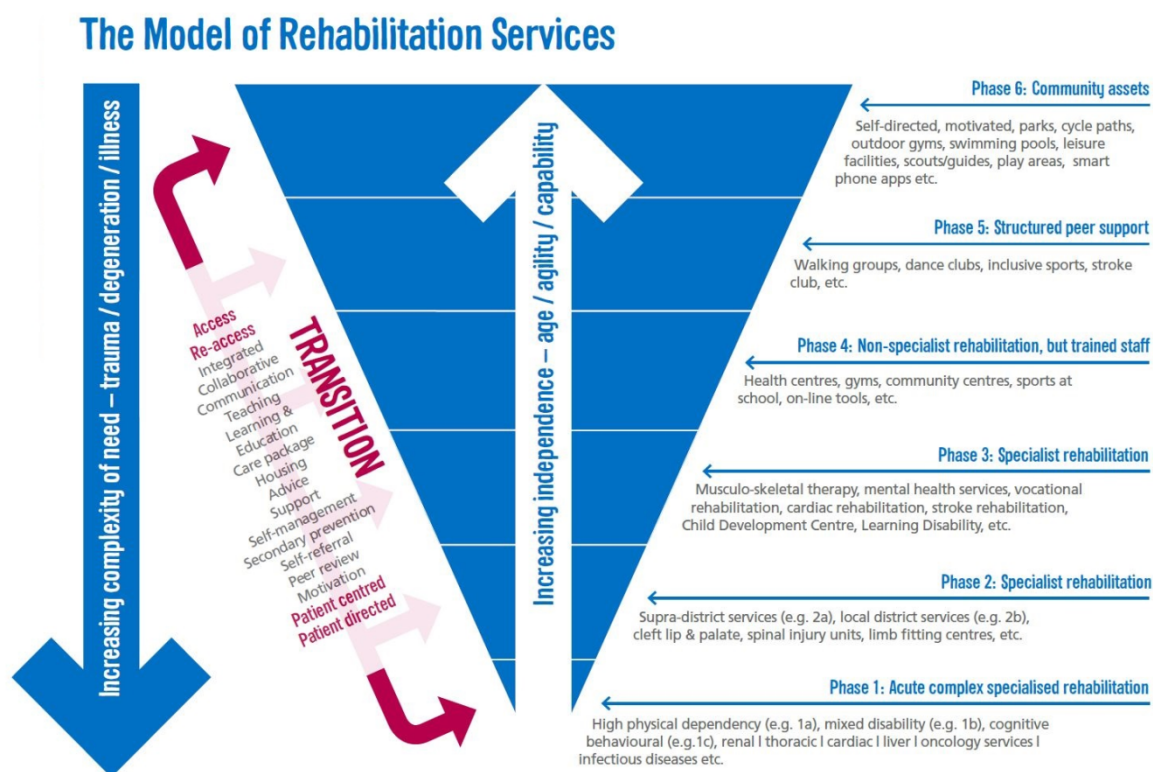 The Model of Rehabilitation Services
Increasing complexity of need – trauma / degeneration / illness
Access
Re-access
Integrated
Collaborative
Communication
Teaching
Learning &
Education
Care package
Housing
Advice
Support
Self-management
Secondary prevention
Self-referral
Peer review
Motivation
Patient centred
Patient directed
TRANSITION
Increasing independence – age / agility / capability
Phase 6: Community assets
Self-directed, motivated, parks, cycle paths,
outdoor gyms, swimming pools, leisure
facilities, scouts/guides, play areas, smart
phone apps etc.
Phase 5: Structured peer support
Walking groups, dance clubs, inclusive sports, stroke
club, etc.
Phase 4: Non-specialist rehabilitation, but trained staff
Health centres, gyms, community centres, sports at
school, on-line tools, etc.
Phase 3: Specialist rehabilitation
Musculo-skeletal therapy, mental health services, vocational
rehabilitation, cardiac rehabilitation, stroke rehabilitation,
Child Development Centre, Learning Disability, etc.
Phase 2: Specialist rehabilitation
Supra-district services (e.g. 2a), local district services (e.g. 2b),
cleft lip & palate, spinal injury units, limb fitting centres, etc.
Phase 1: Acute complex specialised rehabilitation
High physical dependency (e.g. 1a), mixed disability (e.g. 1b), cognitive
behavioural (e.g.1c), renal l thoracic l cardiac l liver l oncology services l
infectious diseases etc.